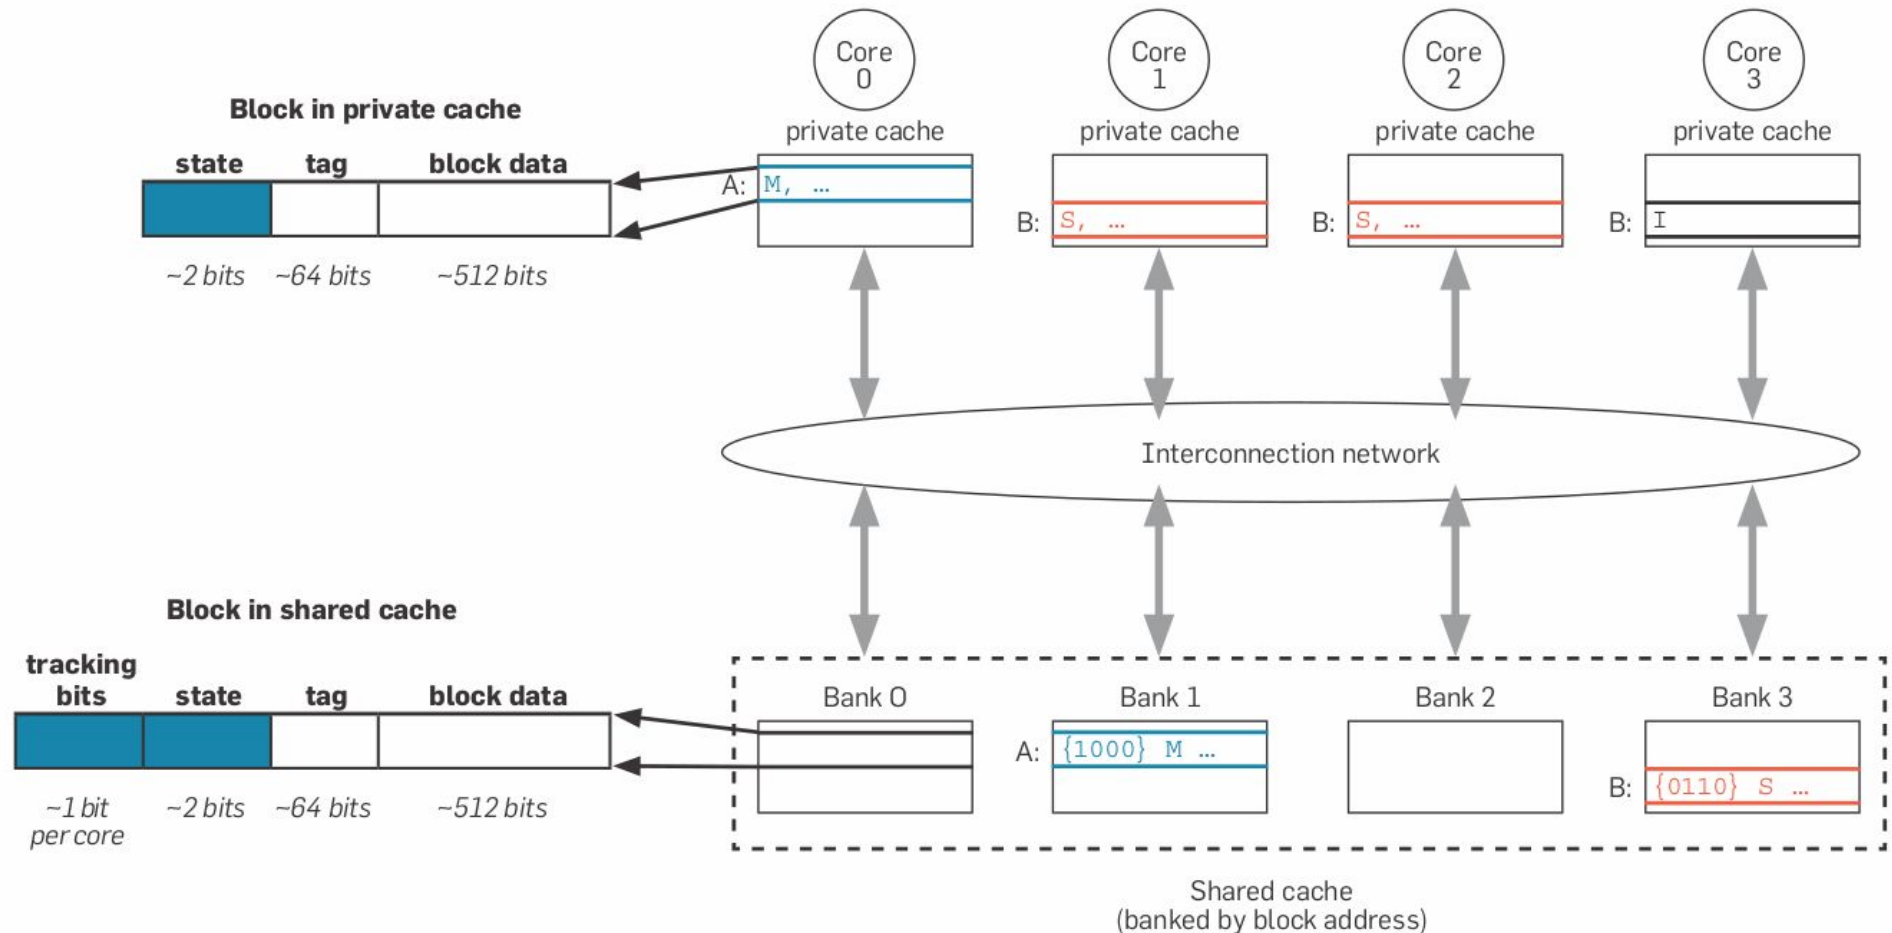 Core
0
Core
1
Core
2
Core
3
Block in private cache
private cache
private cache
private cache
private cache
state tag block data
A: M, …
B: S, …
B: S, …
B: I
~2 bits ~64 bits ~512 bits
Interconnection network
Block in shared cache
tracking
bits state tag block data
Bank 0
Bank 1
Bank 2
Bank 3
A: {1000} M …
B: {0110} S …
~1 bit
per core
~2 bits ~64 bits ~512 bits
Shared cache
(banked by block address)